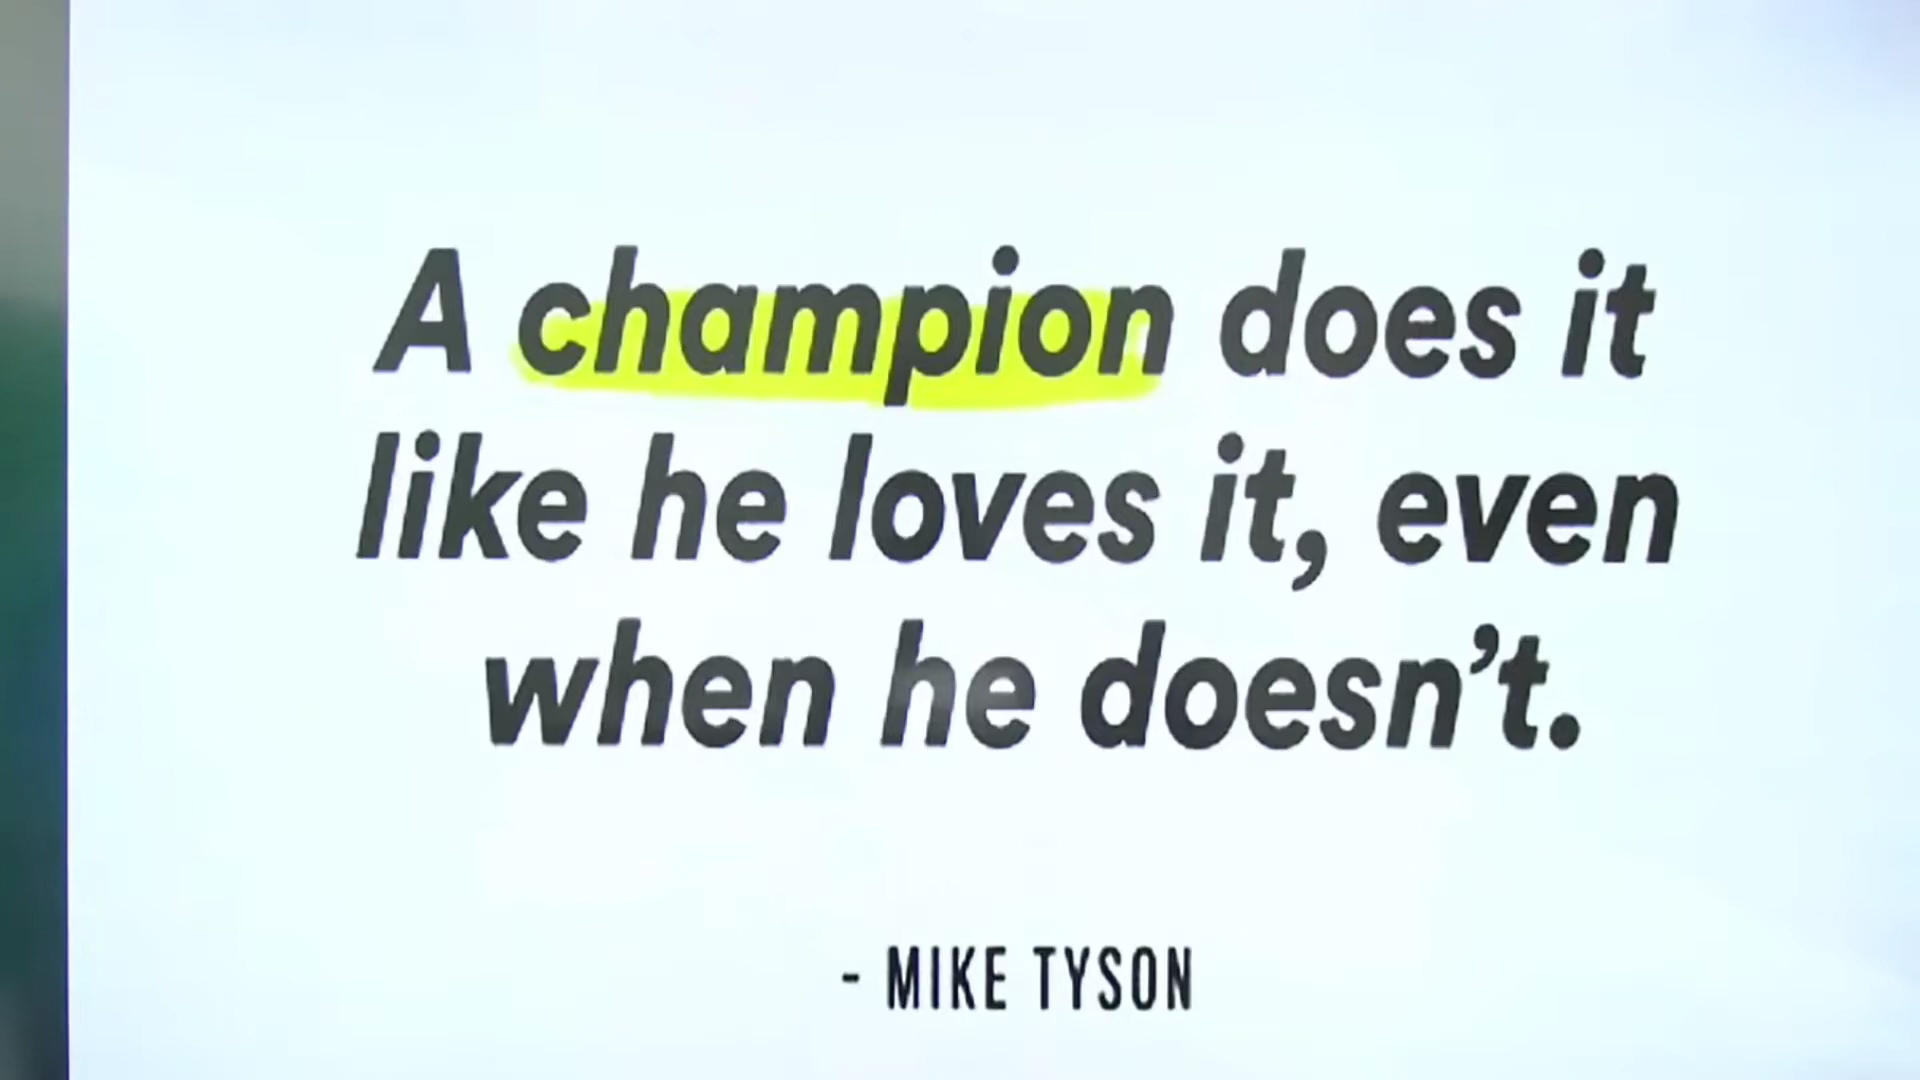 A champion does it
like he loves it, even
when he doesn’t.
- MIKE TYSON